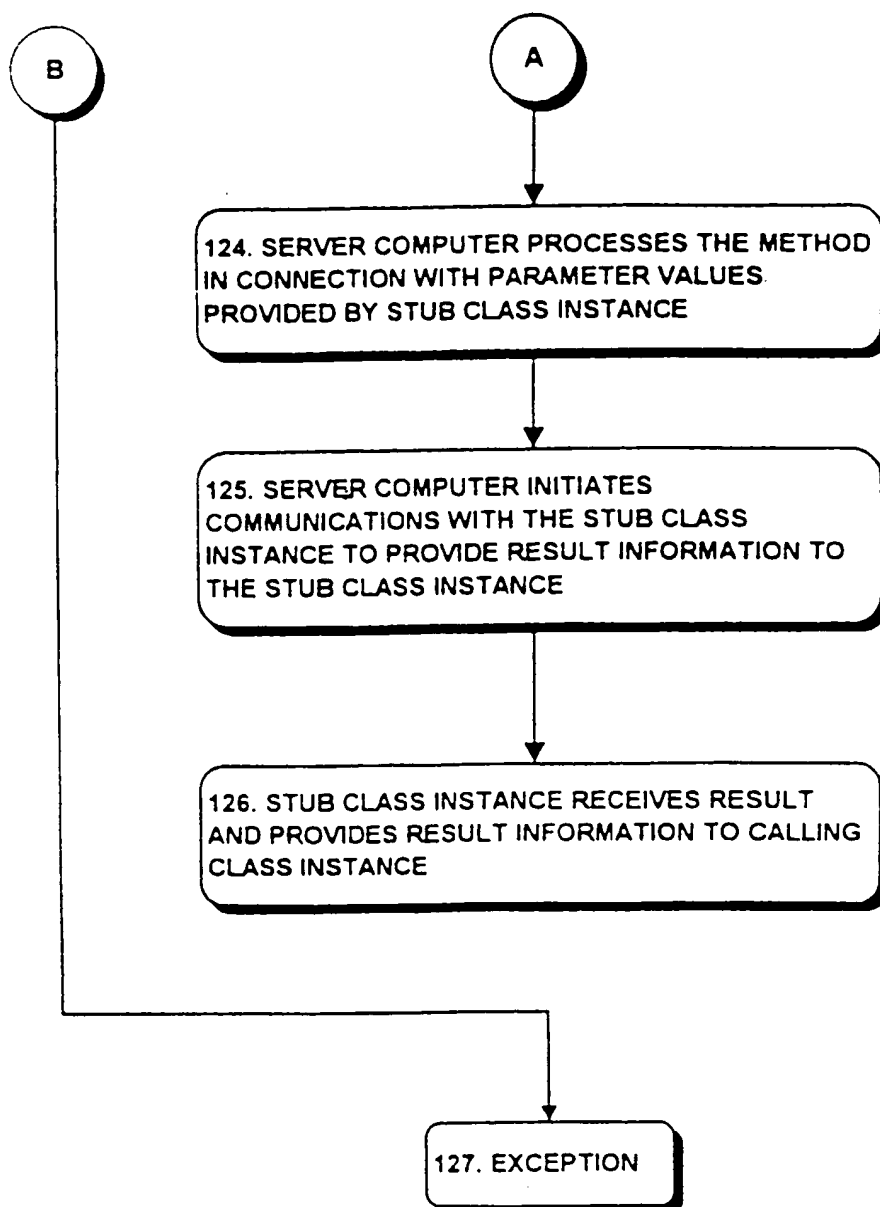 B
A
124. SERVER COMPUTER PROCESSES THE METHOD
IN CONNECTION WITH PARAMETER VALUES
PROVIDED BY STUB CLASS INSTANCE
125. SERVER COMPUTER INITIATES
COMMUNICATIONS WITH THE STUB CLASS
INSTANCE TO PROVIDE RESULT INFORMATION TO
THE STUB CLASS INSTANCE
126. STUB CLASS INSTANCE RECEIVES RESULT
AND PROVIDES RESULT INFORMATION TO CALLING
CLASS INSTANCE
127. EXCEPTION